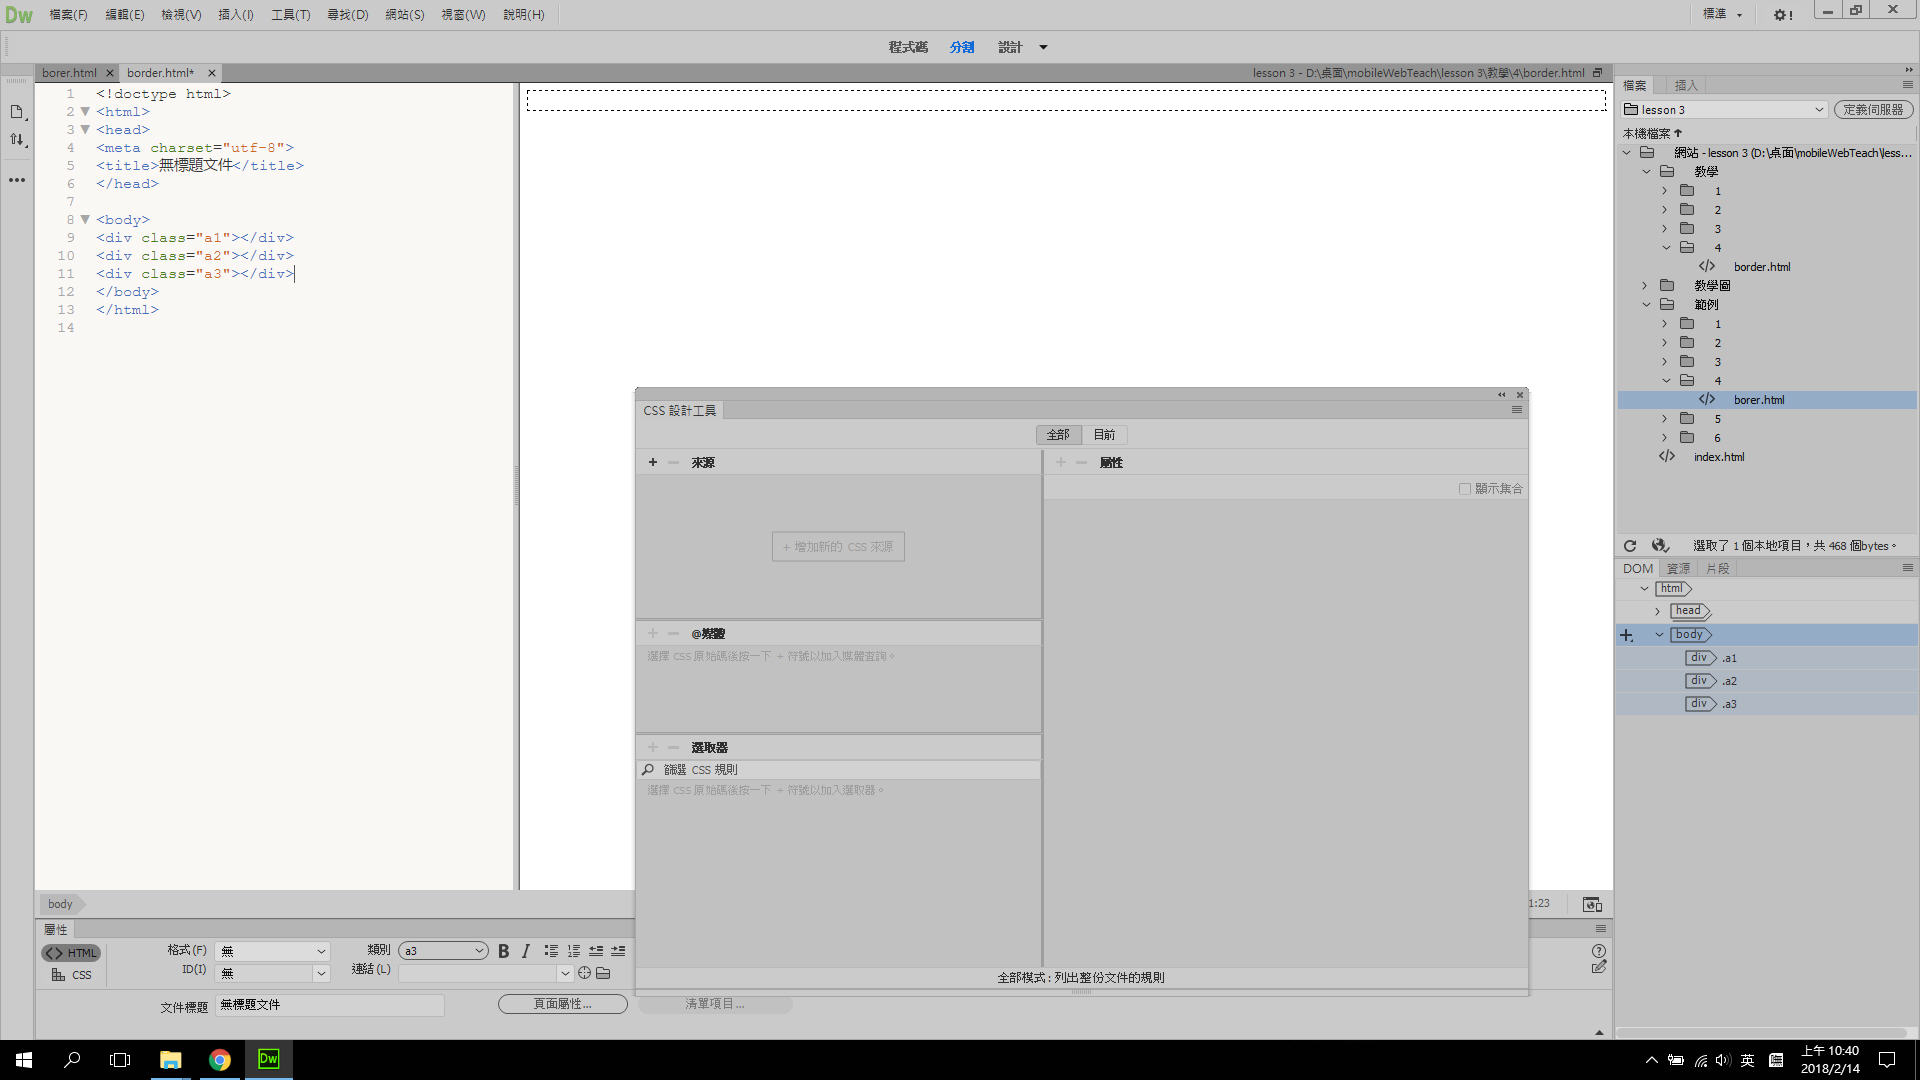 Dw 檔案(F) 編輯(E) 檢視(V) 插入(I) 工具(T) 尋找(D) 網站(S) 視窗(W) 說明(H) 標準
程式碼 分割 設計
borer.html border.html* lesson 3 - D:\桌面\mobileWebTeach\lesson 3\教學\4\border.html
1 <!doctype html>
2 <html>
3 <head>
4 <meta charset="utf-8">
5 <title>無標題文件</title>
6 </head>
7
8 <body>
9 <div class="a1"></div>
10 <div class="a2"></div>
11 <div class="a3"></div>
12 </body>
13 </html>
14
CSS 設計工具
全部 目前
+ − 來源
+ 增加新的 CSS 來源
+ − @媒體
選擇 CSS 原始碼後按一下 + 符號以加入媒體查詢。
+ − 選取器
篩選 CSS 規則
選擇 CSS 原始碼後按一下 + 符號以加入選取器。
+ − 屬性
顯示集合
全部模式 : 列出整份文件的規則
body
1:23
屬性
HTML
CSS
格式(F) 無 類別 a3 B I
ID(I) 無 連結(L)
文件標題 無標題文件 頁面屬性... 清單項目...
檔案 插入
lesson 3 定義伺服器
本機檔案
網站 - lesson 3 (D:\桌面\mobileWebTeach\less...
教學
1
2
3
4
border.html
教學圖
範例
1
2
3
4
borer.html
5
6
index.html
選取了 1 個本地項目，共 468 個bytes。
DOM 資源 片段
html
head
body
div .a1
div .a2
div .a3
Dw
英
上午 10:40
2018/2/14